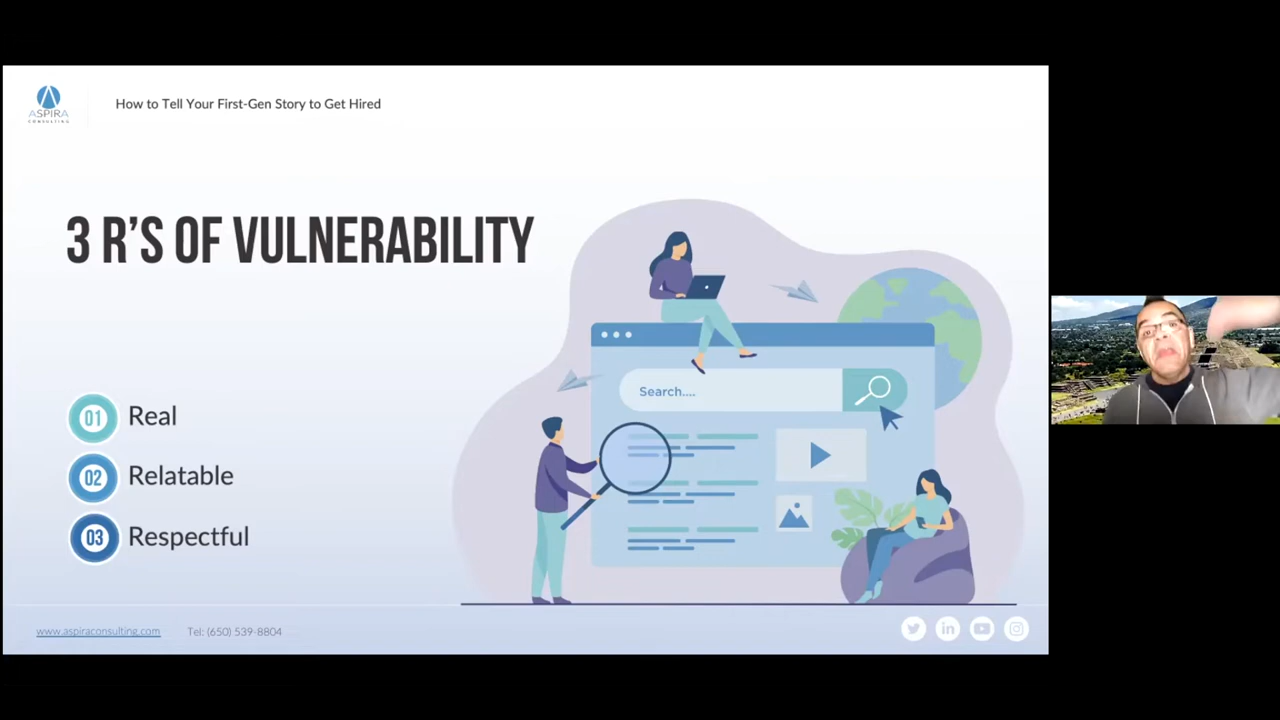 ASPIRA
CONSULTING
How to Tell Your First-Gen Story to Get Hired
3 R'S OF VULNERABILITY
01 Real
02 Relatable
03 Respectful
Search....
www.aspiraconsulting.com Tel: (650) 539-8804